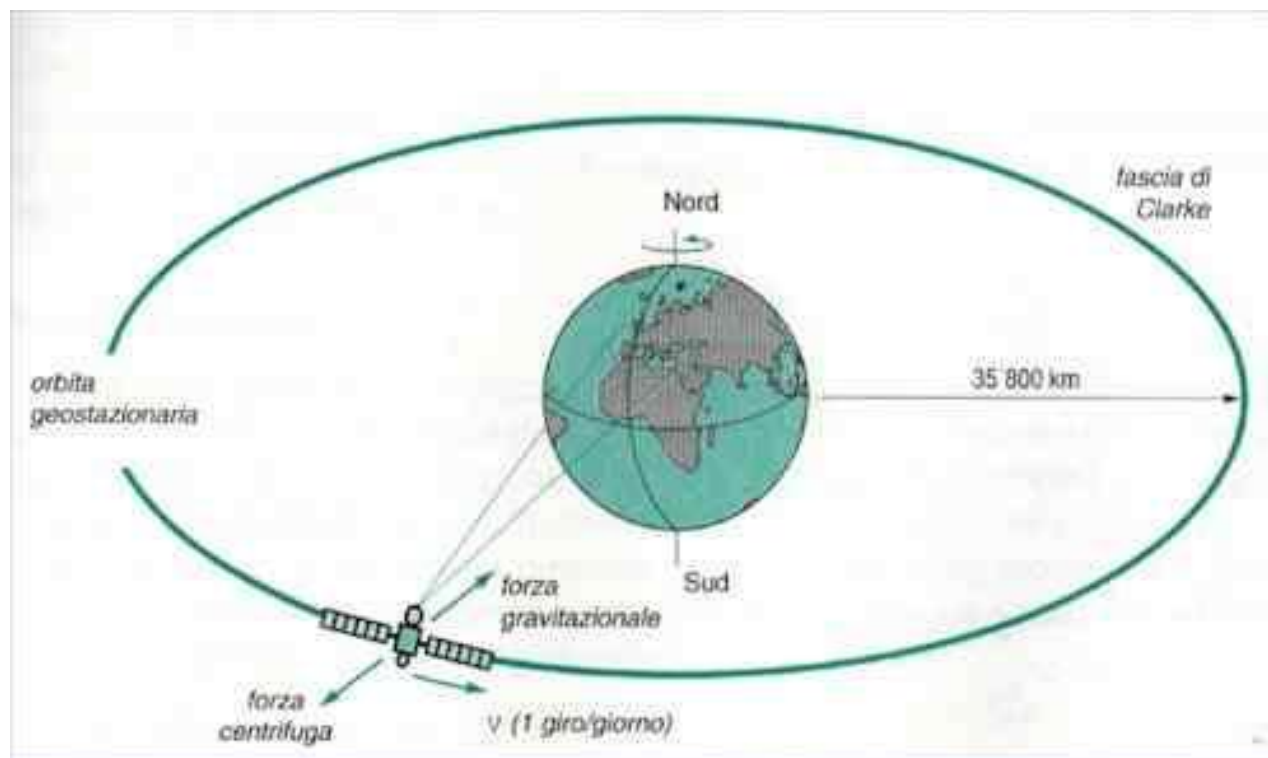 fascia di
Clarke
Nord
35 800 km
orbita
geostazionaria
Sud
forza
gravitazionale
forza
centrifuga
V (1 giro/giorno)